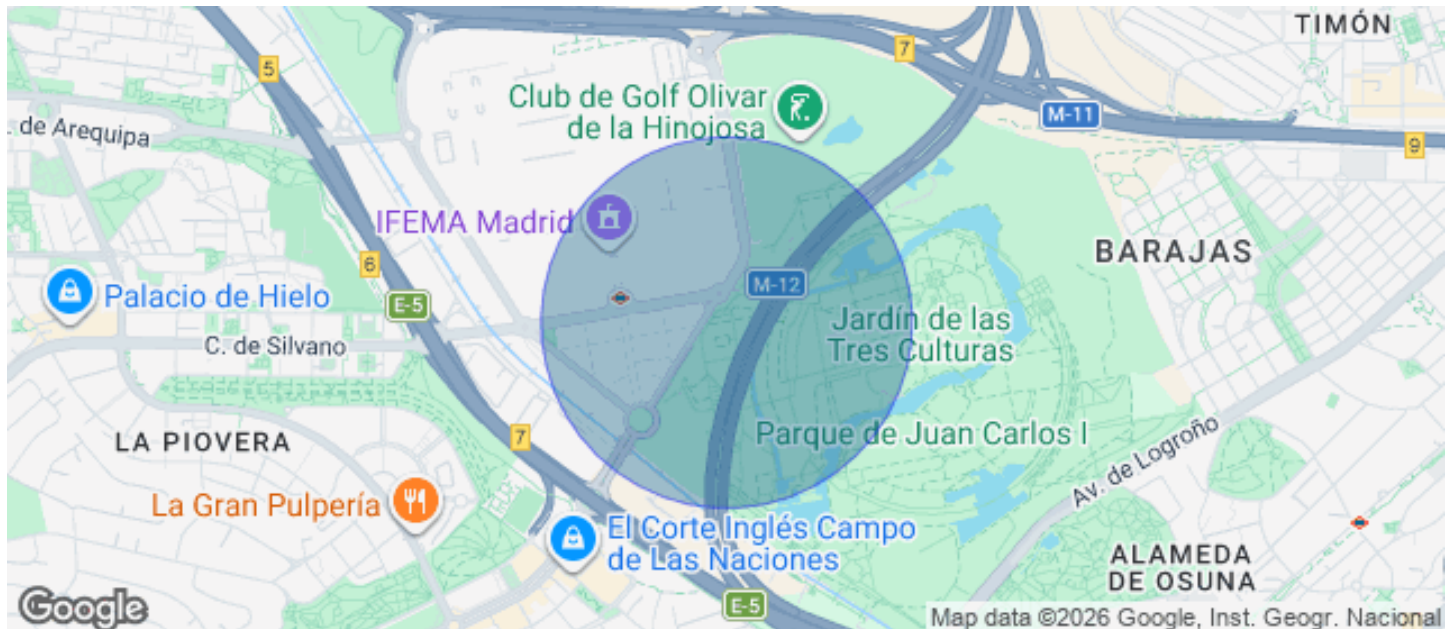 TIMÓN
7
5
Club de Golf Olivar
de la Hinojosa
M-11
. de Arequipa
9
IFEMA Madrid
BARAJAS
6
Palacio de Hielo
E-5
M-12
C. de Silvano
Jardín de las
Tres Culturas
LA PIOVERA
7
Parque de Juan Carlos I
Av. de Logroño
La Gran Pulpería
El Corte Inglés Campo
de Las Naciones
ALAMEDA
DE OSUNA
E-5
Google
Map data ©2026 Google, Inst. Geogr. Nacional